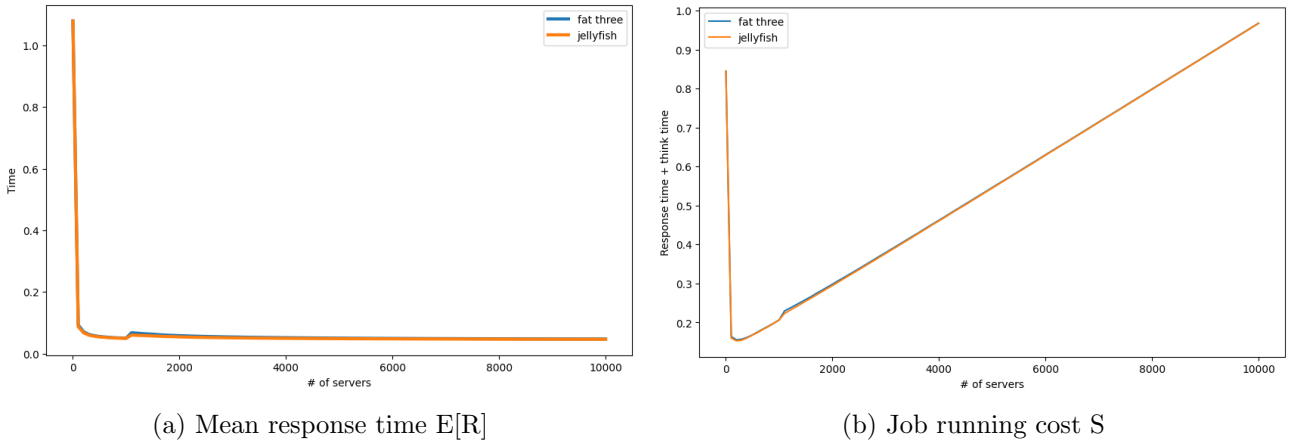 fat three
jellyfish
1.0
0.8
0.6
0.4
0.2
0.0
Time
0 2000 4000 6000 8000 10000
# of servers
(a) Mean response time E[R]
fat three
jellyfish
1.0
0.9
0.8
0.7
0.6
0.5
0.4
0.3
0.2
Response time + think time
0 2000 4000 6000 8000 10000
# of servers
(b) Job running cost S